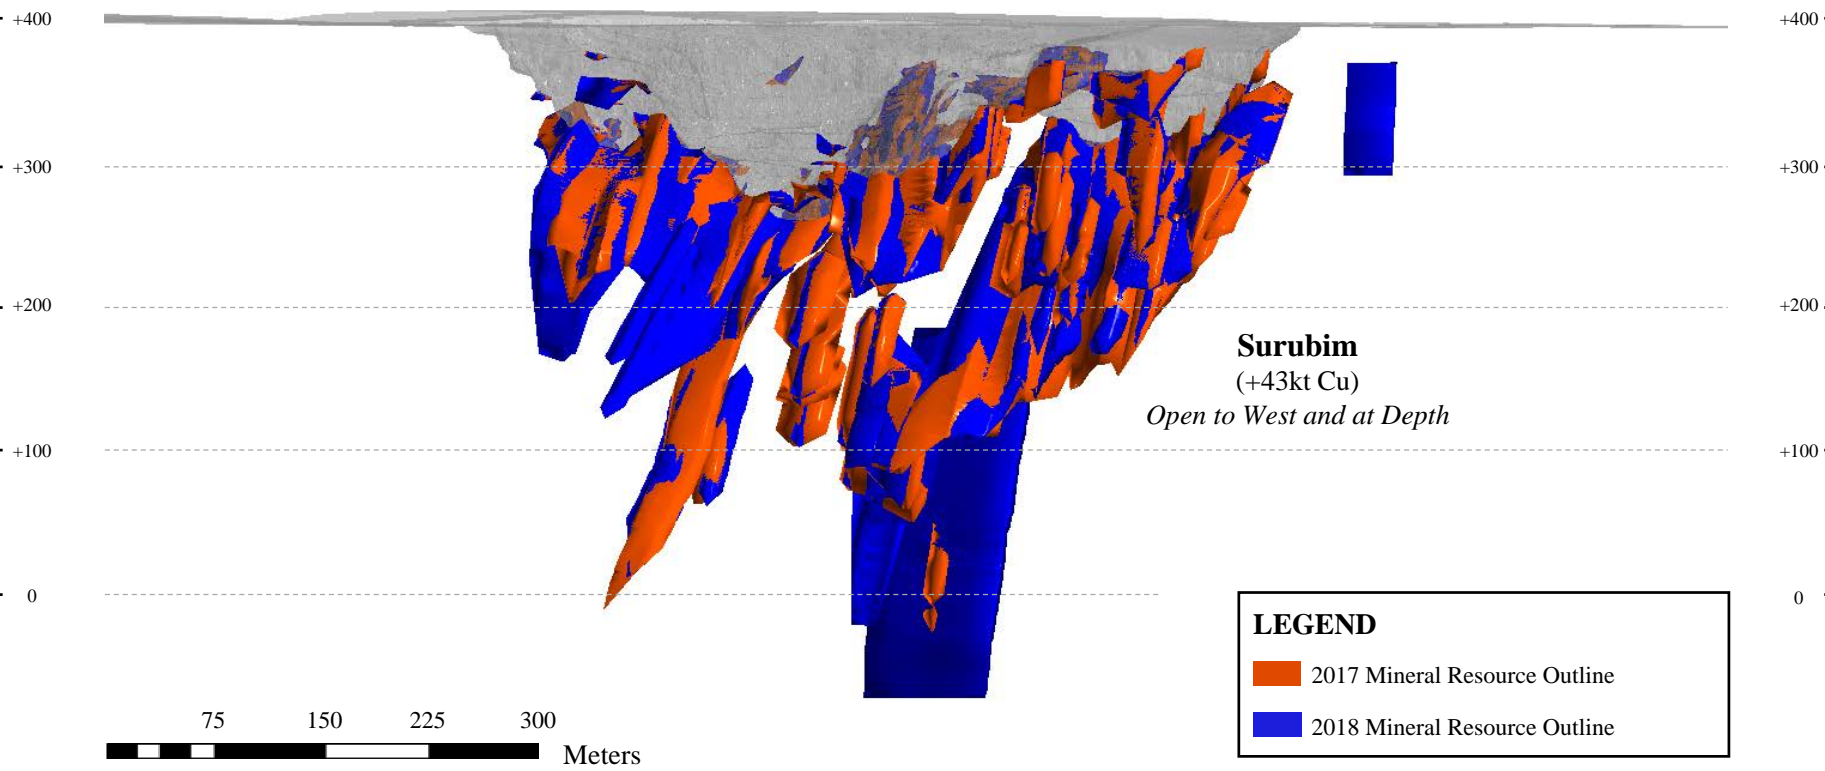 +400 +400
+300 +300
+200 +200
Surubim
(+43kt Cu)
Open to West and at Depth
+100 +100
0 0
LEGEND
2017 Mineral Resource Outline
2018 Mineral Resource Outline
75 150 225 300
Meters